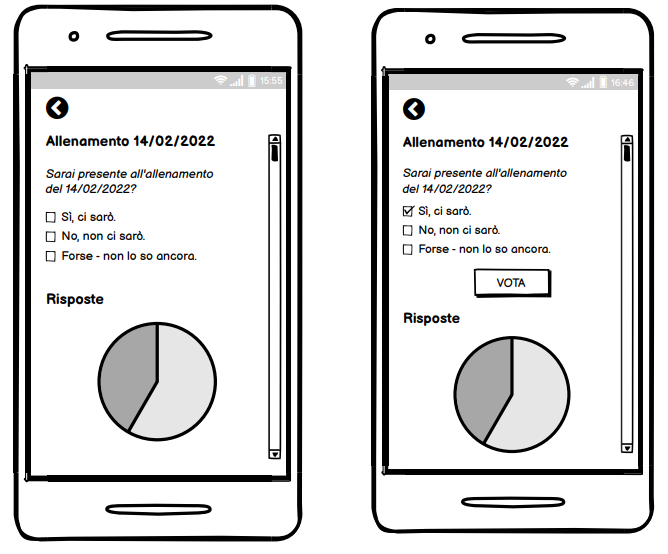 15:55
Allenamento 14/02/2022
Sarai presente all'allenamento
del 14/02/2022?
Sì, ci sarò.
No, non ci sarò.
Forse - non lo so ancora.
Risposte
16:46
Allenamento 14/02/2022
Sarai presente all'allenamento
del 14/02/2022?
Sì, ci sarò.
No, non ci sarò.
Forse - non lo so ancora.
VOTA
Risposte